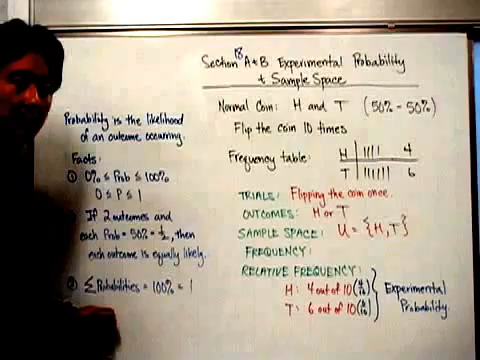 Section 18 A+B Experimental Probability
+ Sample Space
Probability is the likelihood
of an outcome occurring.
Facts:
① 0% ≤ Prob ≤ 100%
0 ≤ P ≤ 1
② If 2 outcomes and
each Prob = 50% = 1/2, then
each outcome is equally likely.
③ ∑ Probabilities = 100% = 1
Normal Coin: H and T (50% - 50%)
Flip the coin 10 times
Frequency table: H |||| 4
T |||||| 6
TRIALS: Flipping the coin once.
OUTCOMES: H or T
SAMPLE SPACE: U = {H, T}
FREQUENCY:
RELATIVE FREQUENCY:
H: 4 out of 10 (4/10)
T: 6 out of 10 (6/10)
Experimental
Probability.